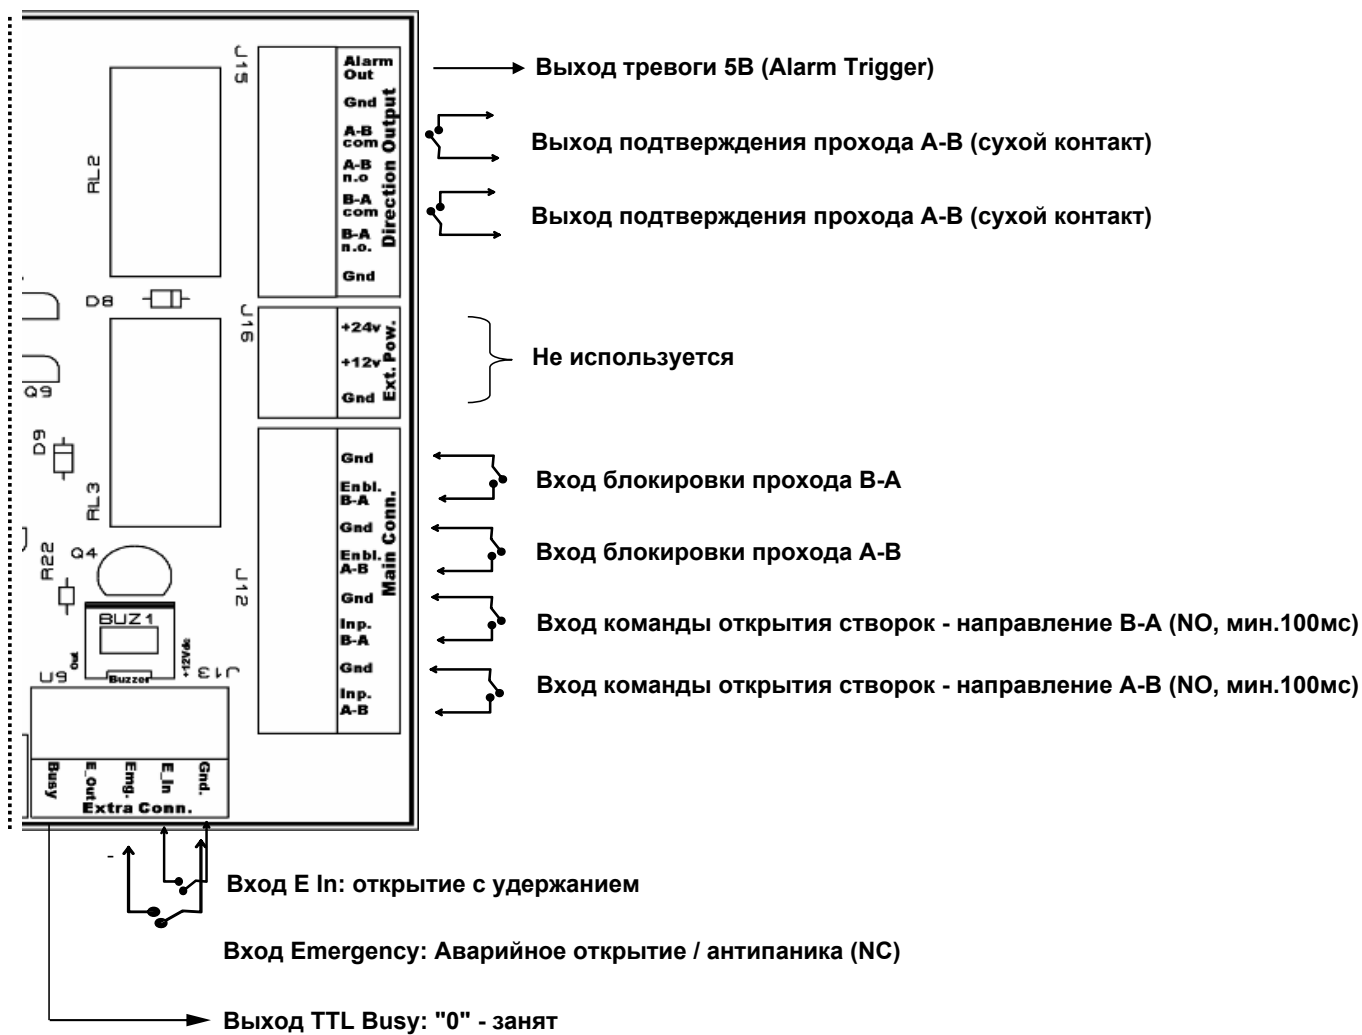 J15
Alarm
Out
Gnd
A-B
com
A-B
n.o
B-A
com
B-A
n.o.
Gnd
Direction Output
Выход тревоги 5В (Alarm Trigger)
Выход подтверждения прохода А-В (сухой контакт)
Выход подтверждения прохода А-В (сухой контакт)
RL2
D8
J16
+24v
+12v
Gnd
Ext. Pow.
Не используется
Q9
D9
RL3
Gnd
Enbl.
B-A
Gnd
Enbl.
A-B
Gnd
Inp.
B-A
Gnd
Inp.
A-B
Main Conn.
Вход блокировки прохода В-А
Вход блокировки прохода А-В
Вход команды открытия створок - направление В-А (NO, мин.100мс)
Вход команды открытия створок - направление А-В (NO, мин.100мс)
R22
Q4
J12
BUZ1
Out
+12Vdc
Buzzer
U9
J13
Busy
E_Out
Emg.
E_In
Gnd.
Extra Conn.
-
Вход E In: открытие с удержанием
Вход Emergency: Аварийное открытие / антипаника (NC)
Выход TTL Busy: "0" - занят